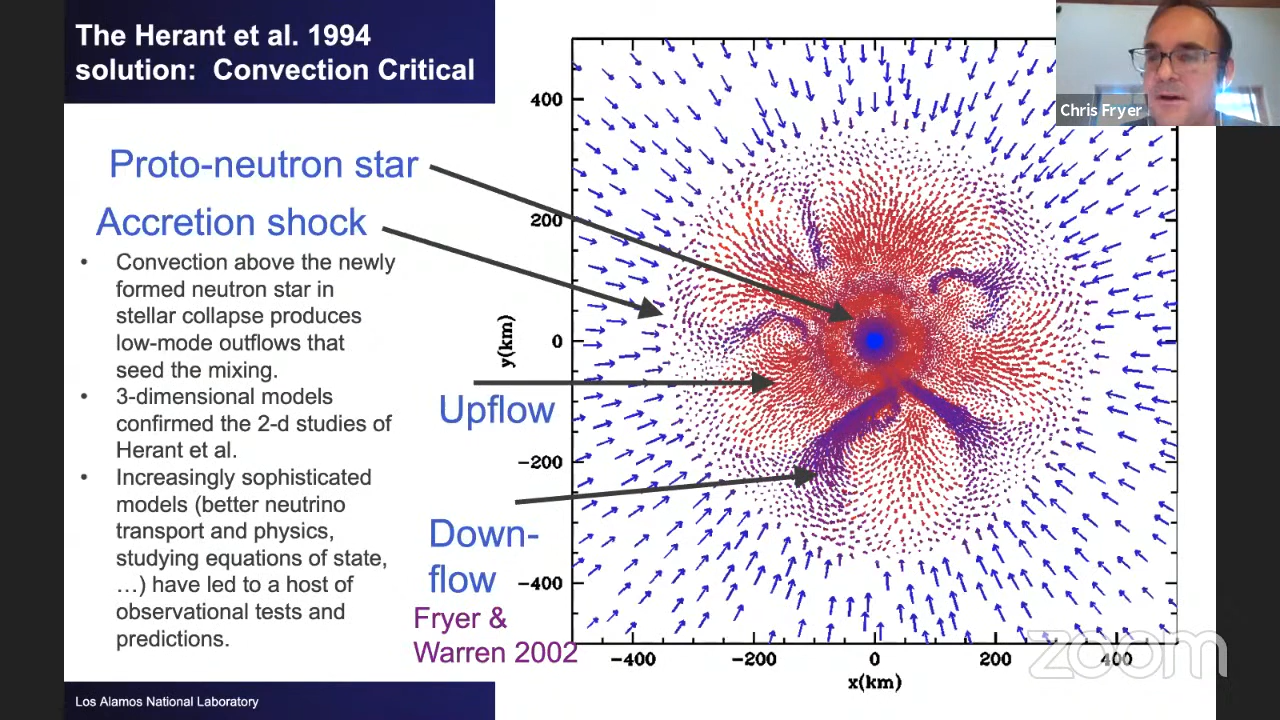 The Herant et al. 1994
solution: Convection Critical
Chris Fryer
Proto-neutron star
Accretion shock
• Convection above the newly
formed neutron star in
stellar collapse produces
low-mode outflows that
seed the mixing.
• 3-dimensional models
confirmed the 2-d studies of
Herant et al.
• Increasingly sophisticated
models (better neutrino
transport and physics,
studying equations of state,
…) have led to a host of
observational tests and
predictions.
Upflow
Down-
flow
Fryer &
Warren 2002
400
200
0
−200
−400
y(km)
−400 −200 0 200 400
x(km)
zoom
Los Alamos National Laboratory